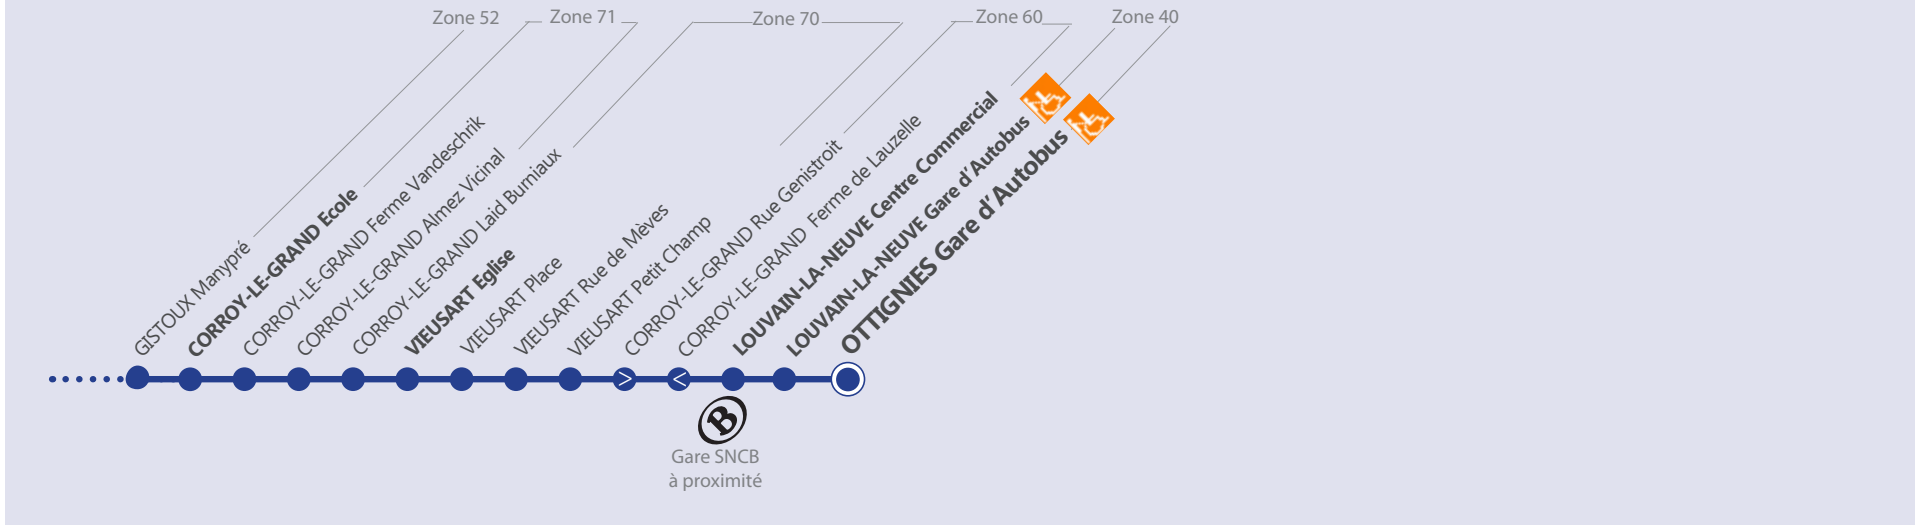 Zone 52
Zone 71
Zone 70
Zone 60
Zone 40
GISTOUX Manypré
CORROY-LE-GRAND Ecole
CORROY-LE-GRAND Ferme Vandeschrik
CORROY-LE-GRAND Almez Vicinal
CORROY-LE-GRAND Laid Burniaux
VIEUSART Eglise
VIEUSART Place
VIEUSART Rue de Mèves
VIEUSART Petit Champ
CORROY-LE-GRAND Rue Genistroit
CORROY-LE-GRAND Ferme de Lauzelle
LOUVAIN-LA-NEUVE Centre Commercial
LOUVAIN-LA-NEUVE Gare d'Autobus
OTTIGNIES Gare d'Autobus
> <
B
Gare SNCB
à proximité